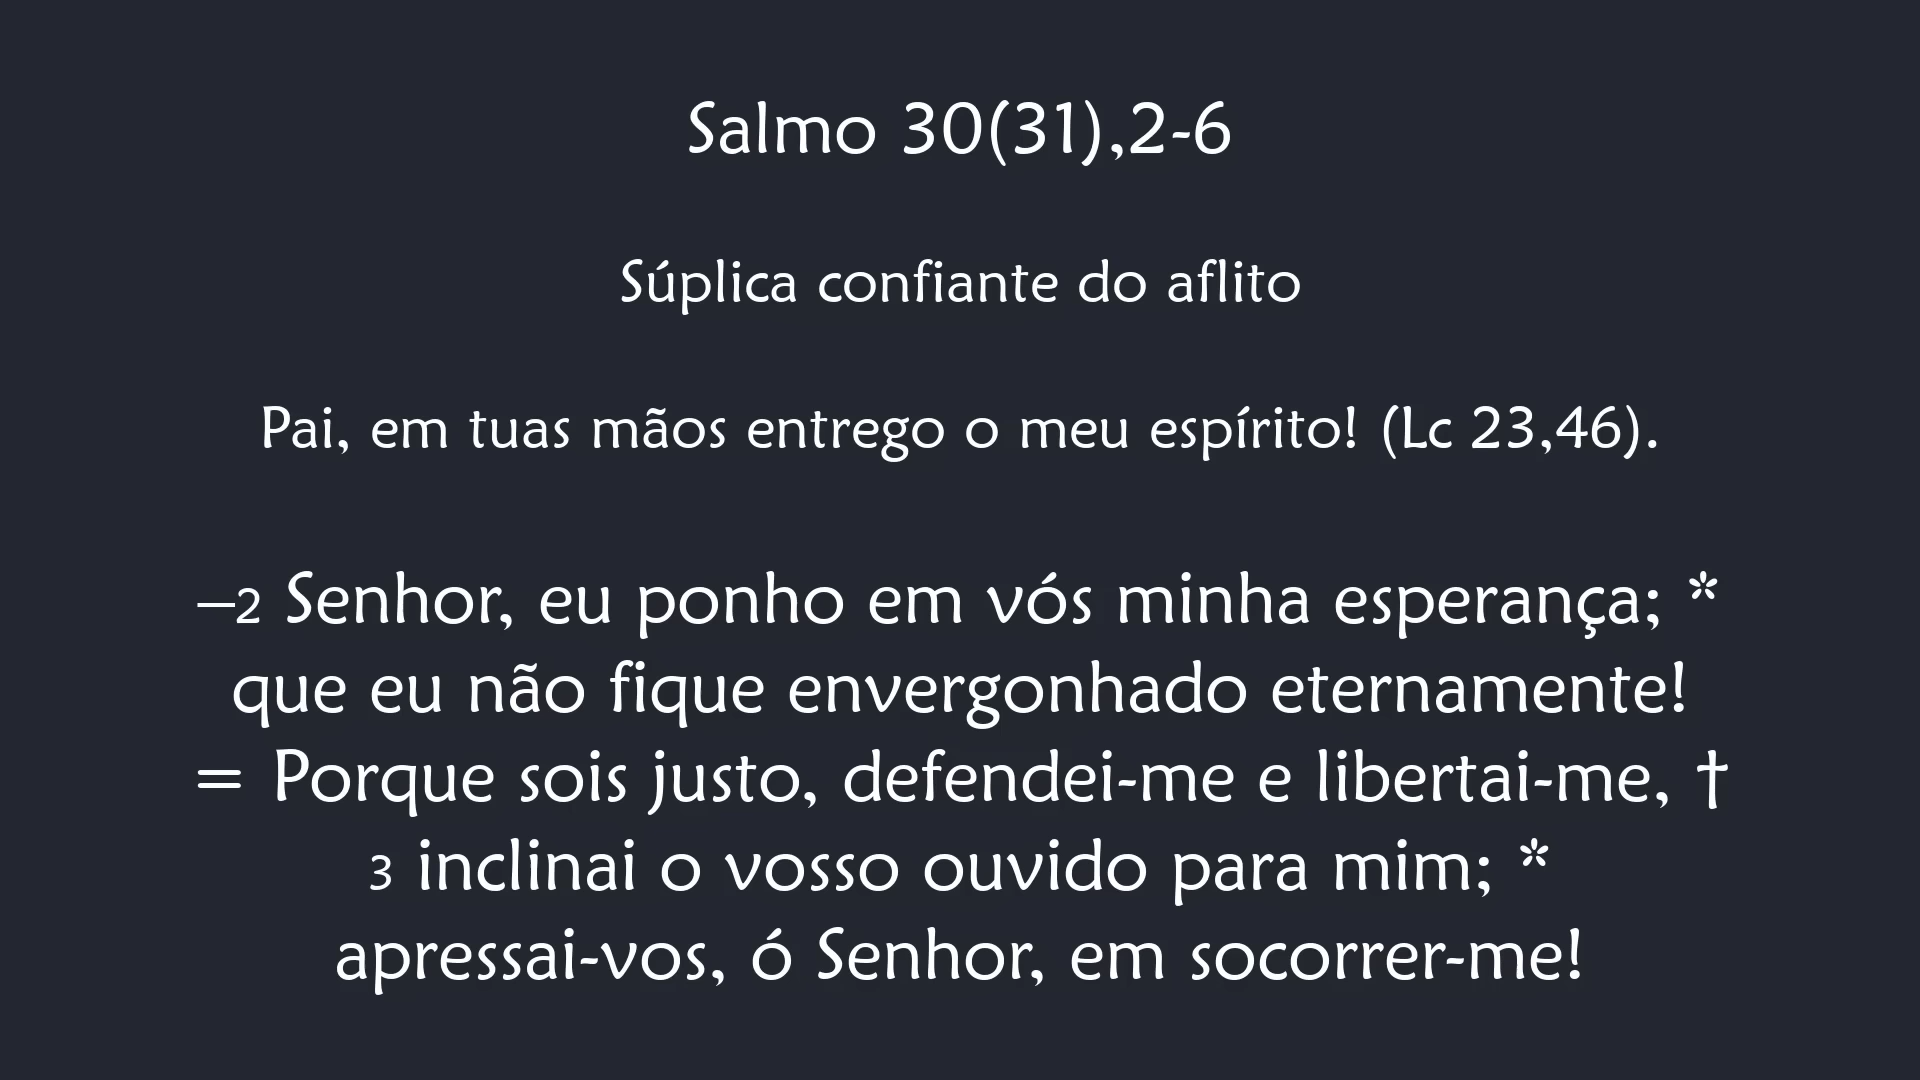 Salmo 30(31),2-6
Súplica confiante do aflito
Pai, em tuas mãos entrego o meu espírito! (Lc 23,46).
—2 Senhor, eu ponho em vós minha esperança; *
que eu não fique envergonhado eternamente!
= Porque sois justo, defendei-me e libertai-me, †
3 inclinai o vosso ouvido para mim; *
apressai-vos, ó Senhor, em socorrer-me!